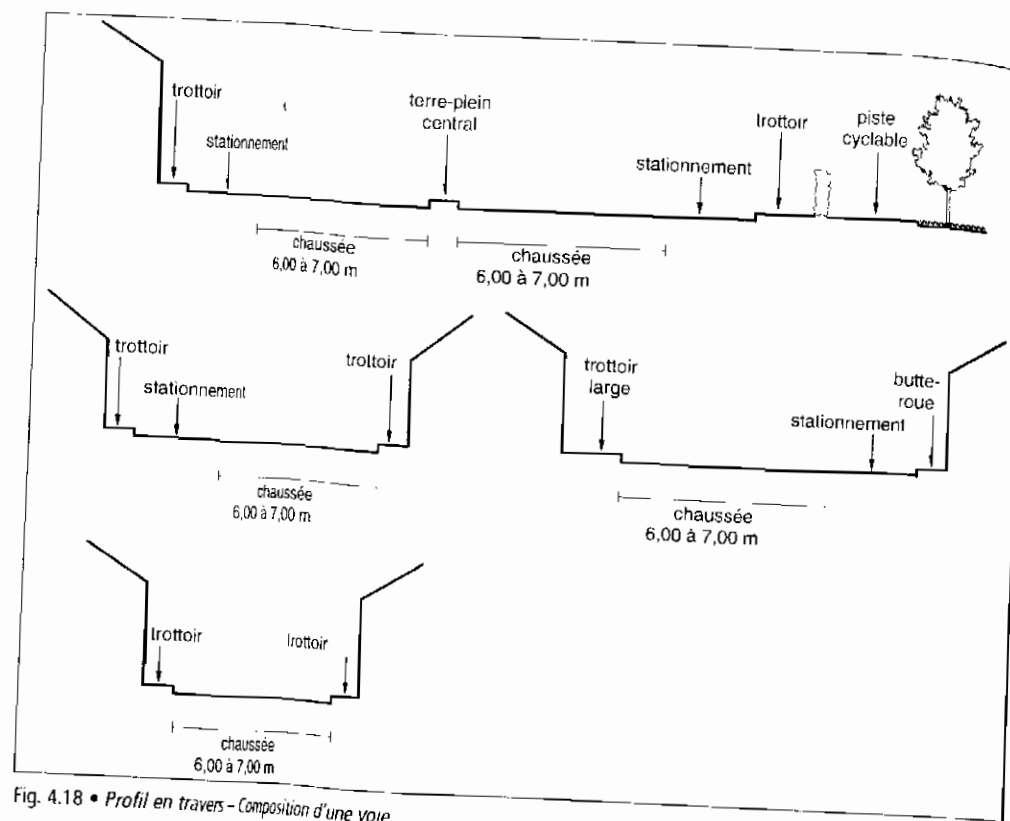 trottoir
stationnement
terre-plein
central
stationnement
trottoir
piste
cyclable
chaussée
6,00 à 7,00 m
chaussée
6,00 à 7,00 m
trottoir
stationnement
trottoir
chaussée
6,00 à 7,00 m
trottoir
large
stationnement
butte-
roue
chaussée
6,00 à 7,00 m
trottoir
trottoir
chaussée
6,00 à 7,00 m
Fig. 4.18 • Profil en travers – Composition d'une voie